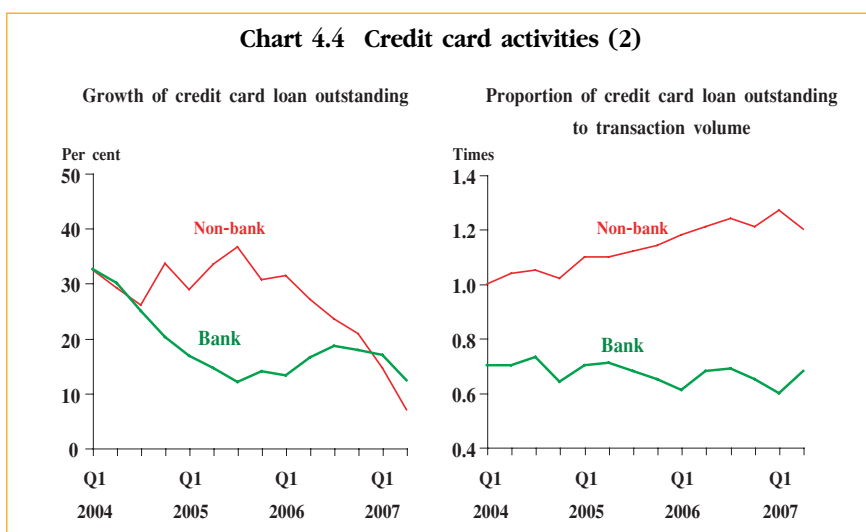 Chart 4.4 Credit card activities (2)
Growth of credit card loan outstanding
Per cent
50
40
30
20
10
0
Non-bank
Bank
Q1
2004
Q1
2005
Q1
2006
Q1
2007
Proportion of credit card loan outstanding
to transaction volume
Times
1.4
1.2
1.0
0.8
0.6
0.4
Non-bank
Bank
Q1
2004
Q1
2005
Q1
2006
Q1
2007